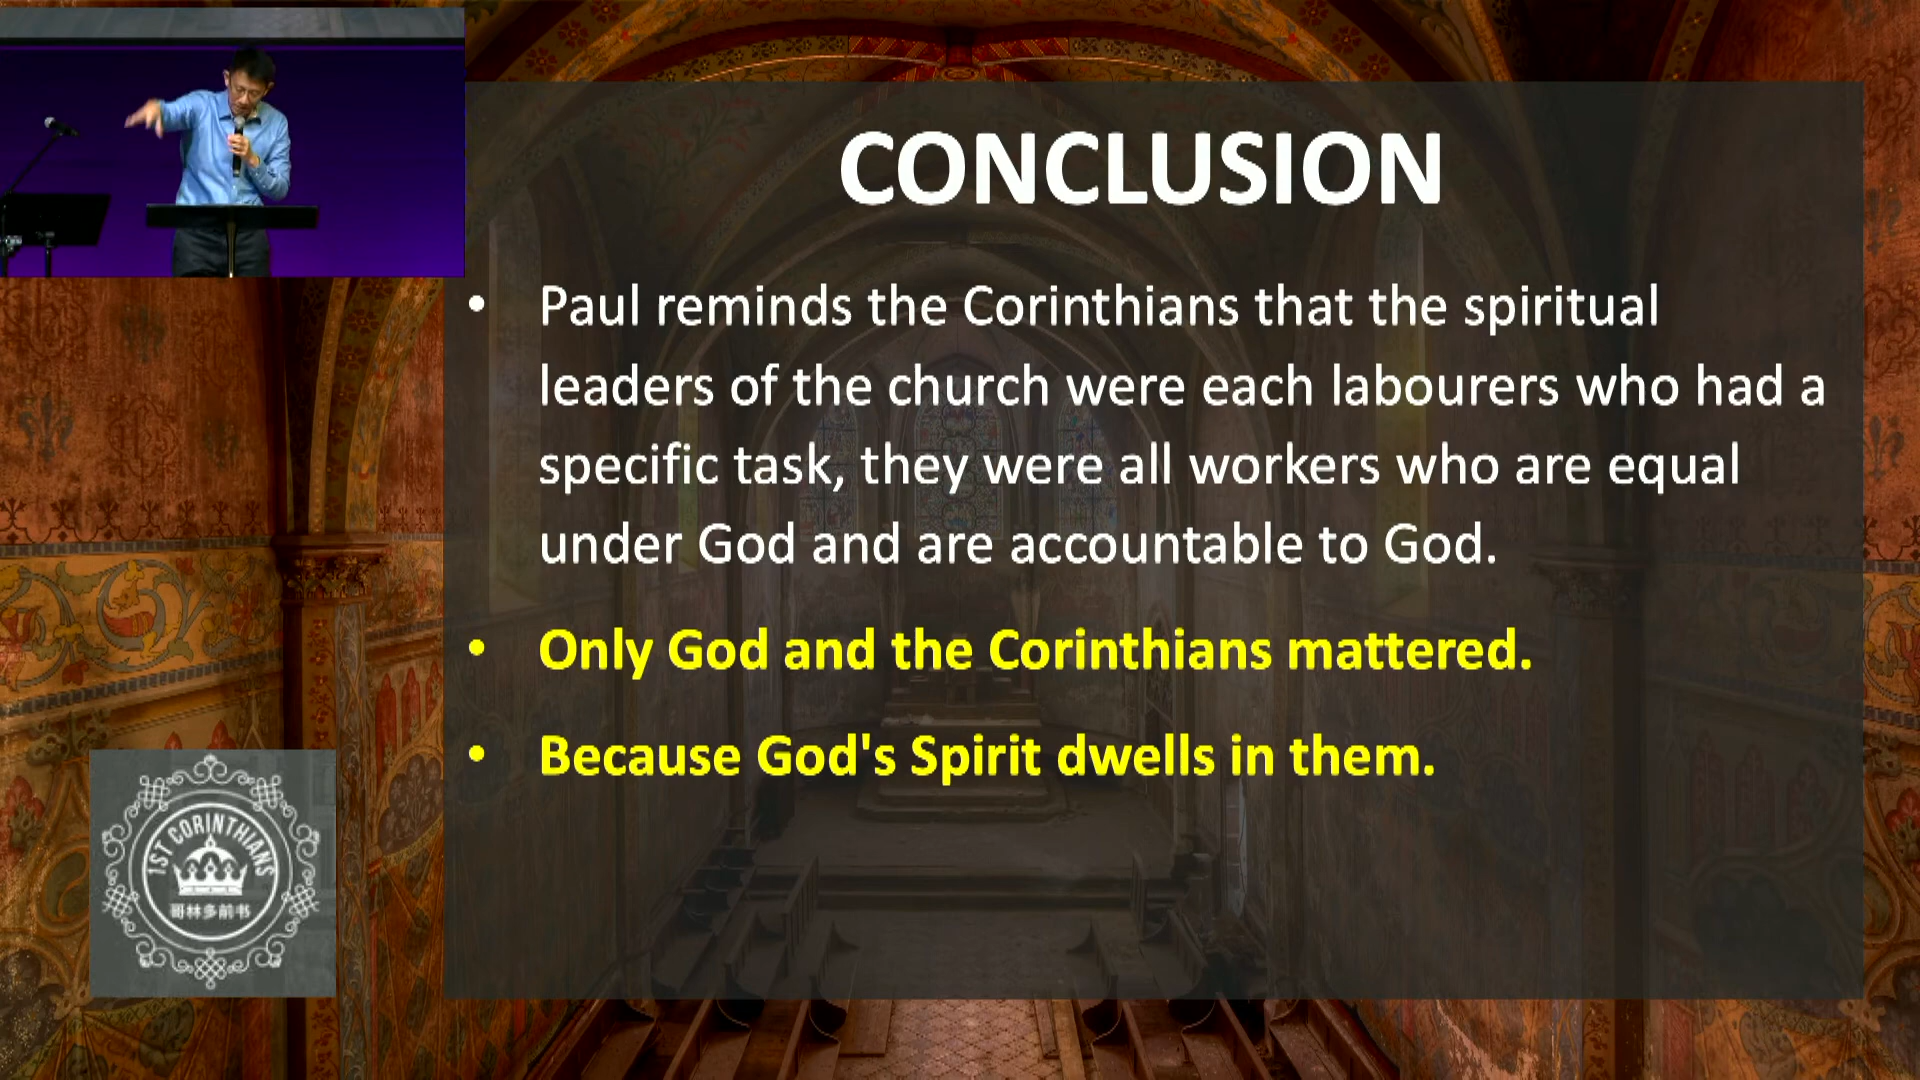 CONCLUSION
• Paul reminds the Corinthians that the spiritual
leaders of the church were each labourers who had a
specific task, they were all workers who are equal
under God and are accountable to God.
• Only God and the Corinthians mattered.
• Because God's Spirit dwells in them.
1ST CORINTHIANS
哥林多前书